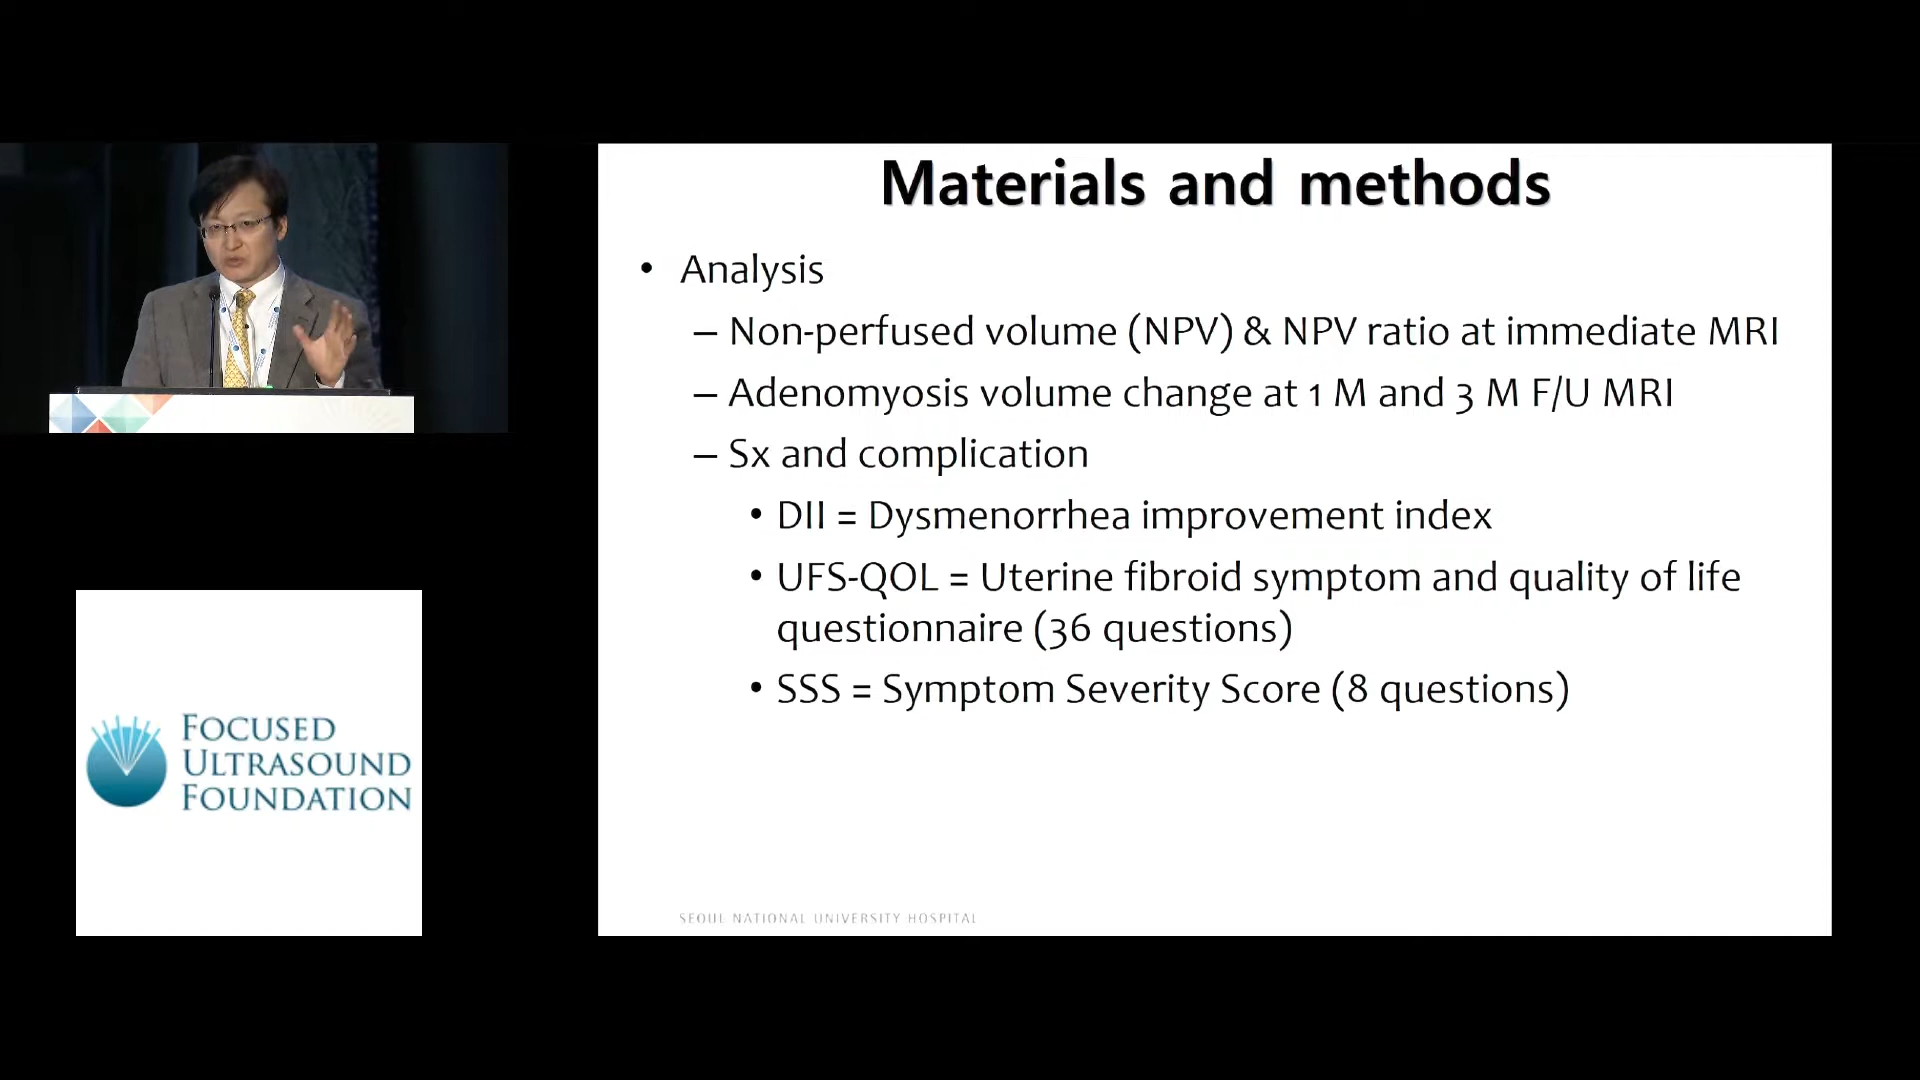 Materials and methods
• Analysis
– Non-perfused volume (NPV) & NPV ratio at immediate MRI
– Adenomyosis volume change at 1 M and 3 M F/U MRI
– Sx and complication
• DII = Dysmenorrhea improvement index
• UFS-QOL = Uterine fibroid symptom and quality of life
questionnaire (36 questions)
• SSS = Symptom Severity Score (8 questions)
SEOUL NATIONAL UNIVERSITY HOSPITAL
FOCUSED
ULTRASOUND
FOUNDATION